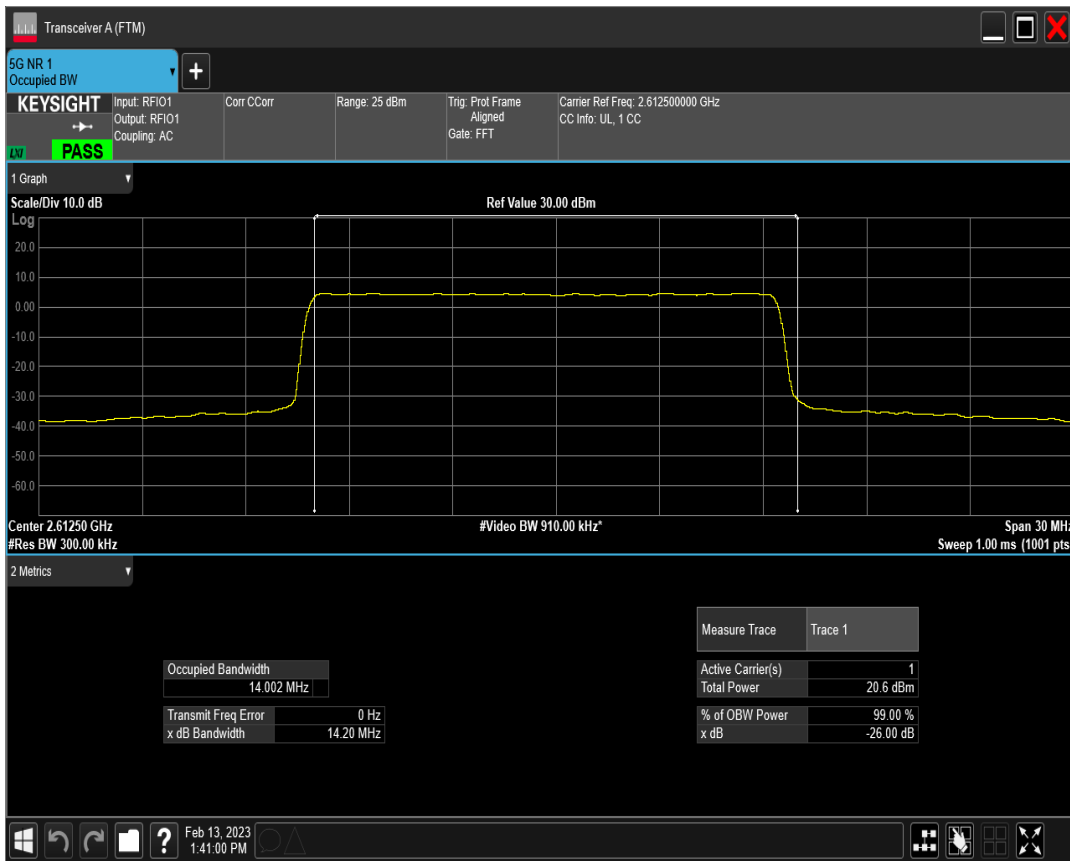 Transceiver A (FTM)
5G NR 1
Occupied BW
+
KEYSIGHT
LXI
PASS
Input: RFIO1
Output: RFIO1
Coupling: AC
Corr CCorr
Range: 25 dBm
Trig: Prot Frame
Aligned
Gate: FFT
Carrier Ref Freq: 2.612500000 GHz
CC Info: UL, 1 CC
1 Graph
Scale/Div 10.0 dB
Ref Value 30.00 dBm
Log
20.0
10.0
0.00
-10.0
-20.0
-30.0
-40.0
-50.0
-60.0
Center 2.61250 GHz
#Video BW 910.00 kHz*
Span 30 MHz
#Res BW 300.00 kHz
Sweep 1.00 ms (1001 pts
2 Metrics
Measure Trace Trace 1
Occupied Bandwidth
14.002 MHz
Active Carrier(s) 1
Total Power 20.6 dBm
Transmit Freq Error 0 Hz
x dB Bandwidth 14.20 MHz
% of OBW Power 99.00 %
x dB -26.00 dB
?
Feb 13, 2023
1:41:00 PM